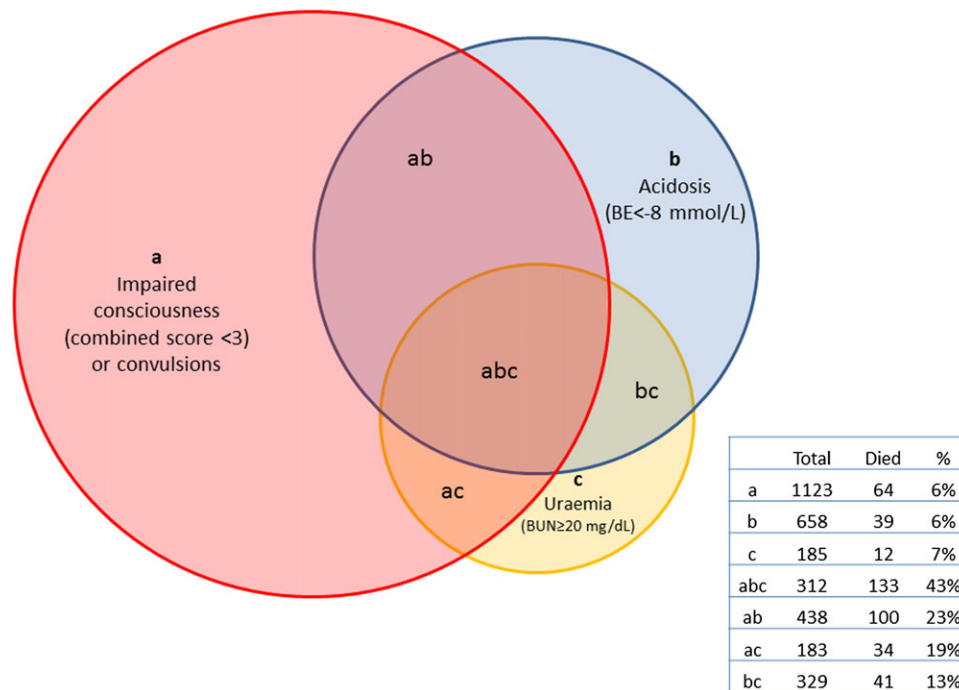 ab
b
Acidosis
(BE<-8 mmol/L)
a
Impaired
consciousness
(combined score <3)
or convulsions
abc
bc
ac
c
Uraemia
(BUN≥20 mg/dL)
Total Died %
a 1123 64 6%
b 658 39 6%
c 185 12 7%
abc 312 133 43%
ab 438 100 23%
ac 183 34 19%
bc 329 41 13%